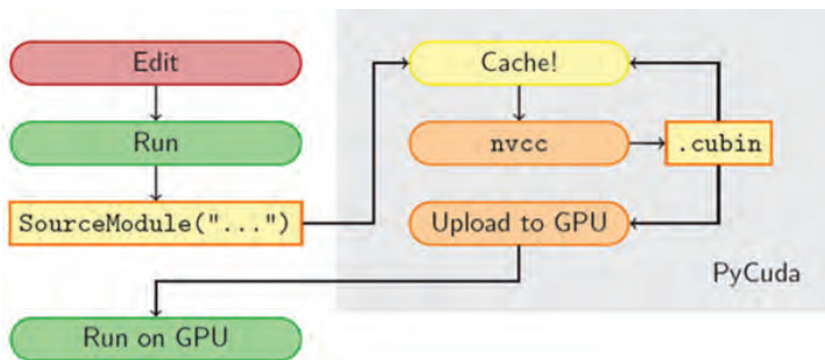 Edit
Run
SourceModule("...")
Run on GPU
Cache!
nvcc
.cubin
Upload to GPU
PyCuda